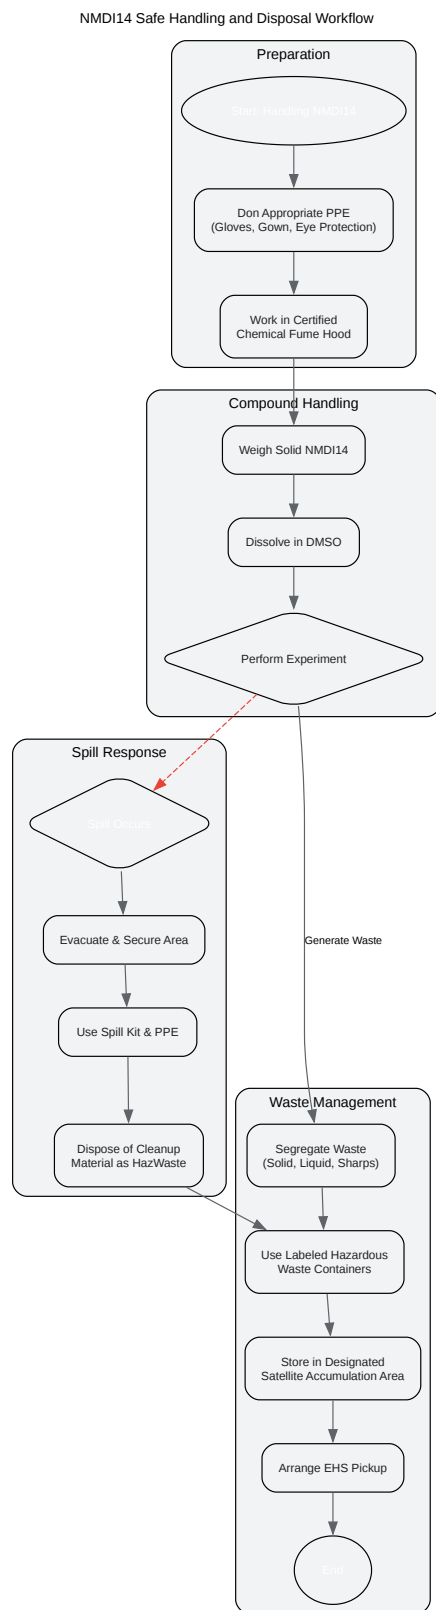 NMDI14 Safe Handling and Disposal Workflow
Preparation
Start: Handling NMDI14
Don Appropriate PPE
(Gloves, Gown, Eye Protection)
Work in Certified
Chemical Fume Hood
Compound Handling
Weigh Solid NMDI14
Dissolve in DMSO
Perform Experiment
Spill Response
Spill Occurs
Evacuate & Secure Area
Generate Waste
Use Spill Kit & PPE
Dispose of Cleanup
Material as HazWaste
Waste Management
Segregate Waste
(Solid, Liquid, Sharps)
Use Labeled Hazardous
Waste Containers
Store in Designated
Satellite Accumulation Area
Arrange EHS Pickup
End